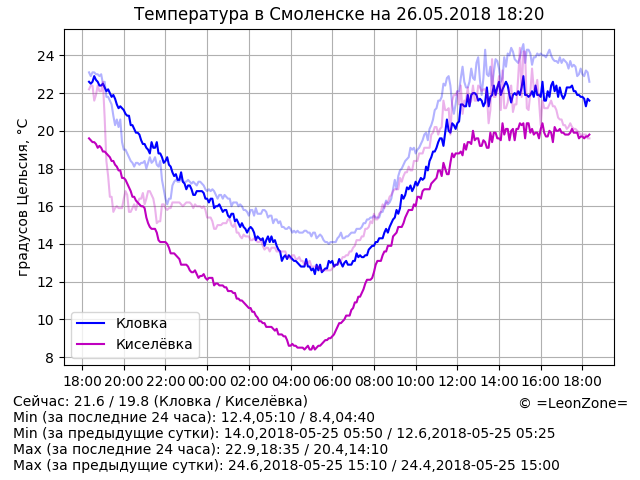 Температура в Смоленске на 26.05.2018 18:20
24
22
20
18
16
14
12
10
8
градусов Цельсия, °C
Кловка
Киселёвка
18:00 20:00 22:00 00:00 02:00 04:00 06:00 08:00 10:00 12:00 14:00 16:00 18:00
Сейчас: 21.6 / 19.8 (Кловка / Киселёвка)
© =LeonZone=
Min (за последние 24 часа): 12.4,05:10 / 8.4,04:40
Min (за предыдущие сутки): 14.0,2018-05-25 05:50 / 12.6,2018-05-25 05:25
Max (за последние 24 часа): 22.9,18:35 / 20.4,14:10
Max (за предыдущие сутки): 24.6,2018-05-25 15:10 / 24.4,2018-05-25 15:00